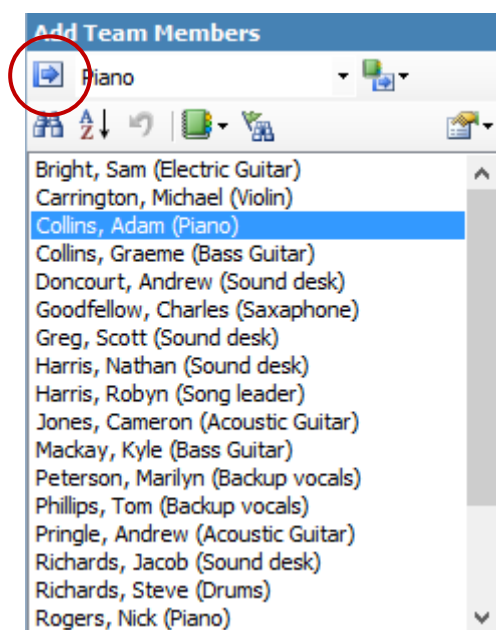 Add Team Members
Piano
A
Z
Bright, Sam (Electric Guitar)
Carrington, Michael (Violin)
Collins, Adam (Piano)
Collins, Graeme (Bass Guitar)
Doncourt, Andrew (Sound desk)
Goodfellow, Charles (Saxaphone)
Greg, Scott (Sound desk)
Harris, Nathan (Sound desk)
Harris, Robyn (Song leader)
Jones, Cameron (Acoustic Guitar)
Mackay, Kyle (Bass Guitar)
Peterson, Marilyn (Backup vocals)
Phillips, Tom (Backup vocals)
Pringle, Andrew (Acoustic Guitar)
Richards, Jacob (Sound desk)
Richards, Steve (Drums)
Rogers, Nick (Piano)